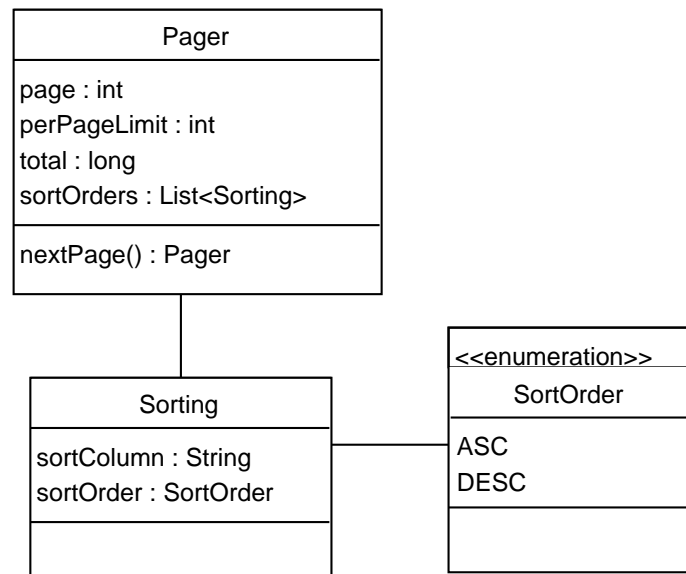 Pager
page : int
perPageLimit : int
total : long
sortOrders : List<Sorting>
nextPage() : Pager
<<enumeration>>
SortOrder
ASC
DESC
Sorting
sortColumn : String
sortOrder : SortOrder